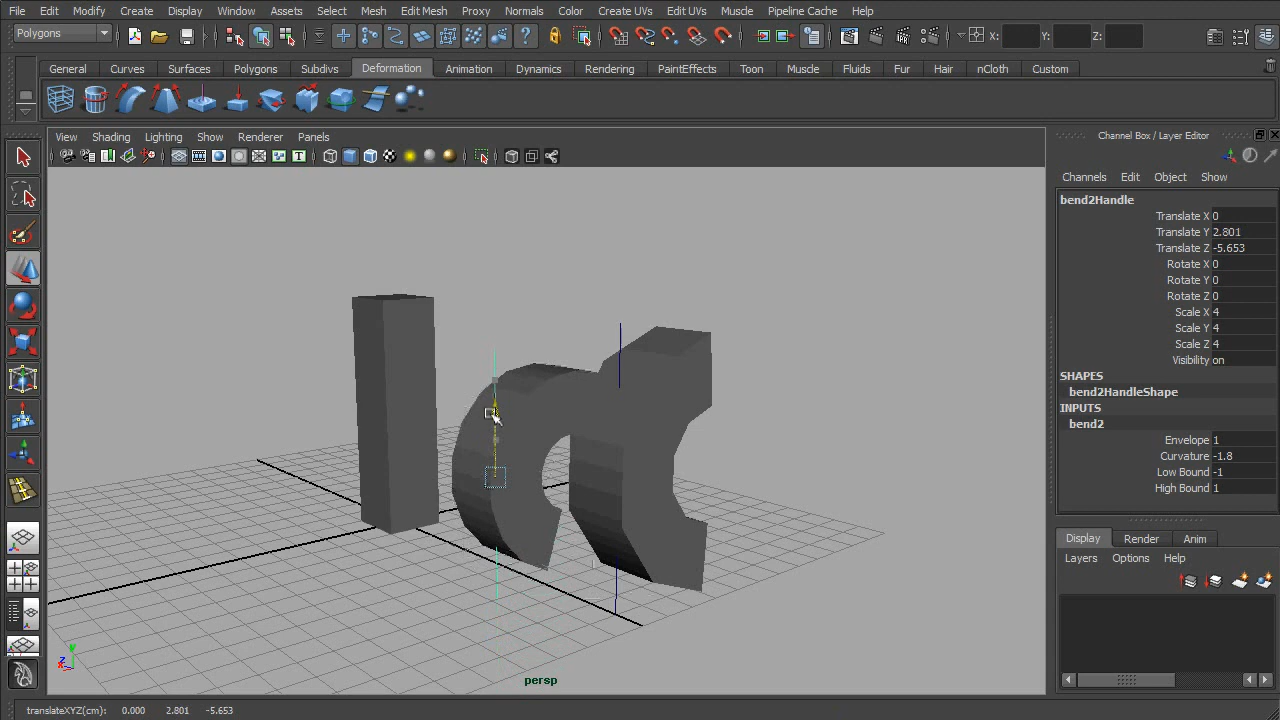 File Edit Modify Create Display Window Assets Select Mesh Edit Mesh Proxy Normals Color Create UVs Edit UVs Muscle Pipeline Cache Help
Polygons X: Y: Z:
General Curves Surfaces Polygons Subdivs Deformation Animation Dynamics Rendering PaintEffects Toon Muscle Fluids Fur Hair nCloth Custom
View Shading Lighting Show Renderer Panels
Channel Box / Layer Editor
Channels Edit Object Show
bend2Handle
Translate X 0
Translate Y 2.801
Translate Z -5.653
Rotate X 0
Rotate Y 0
Rotate Z 0
Scale X 4
Scale Y 4
Scale Z 4
Visibility on
SHAPES
bend2HandleShape
INPUTS
bend2
Envelope 1
Curvature -1.8
Low Bound -1
High Bound 1
Display Render Anim
Layers Options Help
y
z x
persp
translateXYZ(cm): 0.000 2.801 -5.653